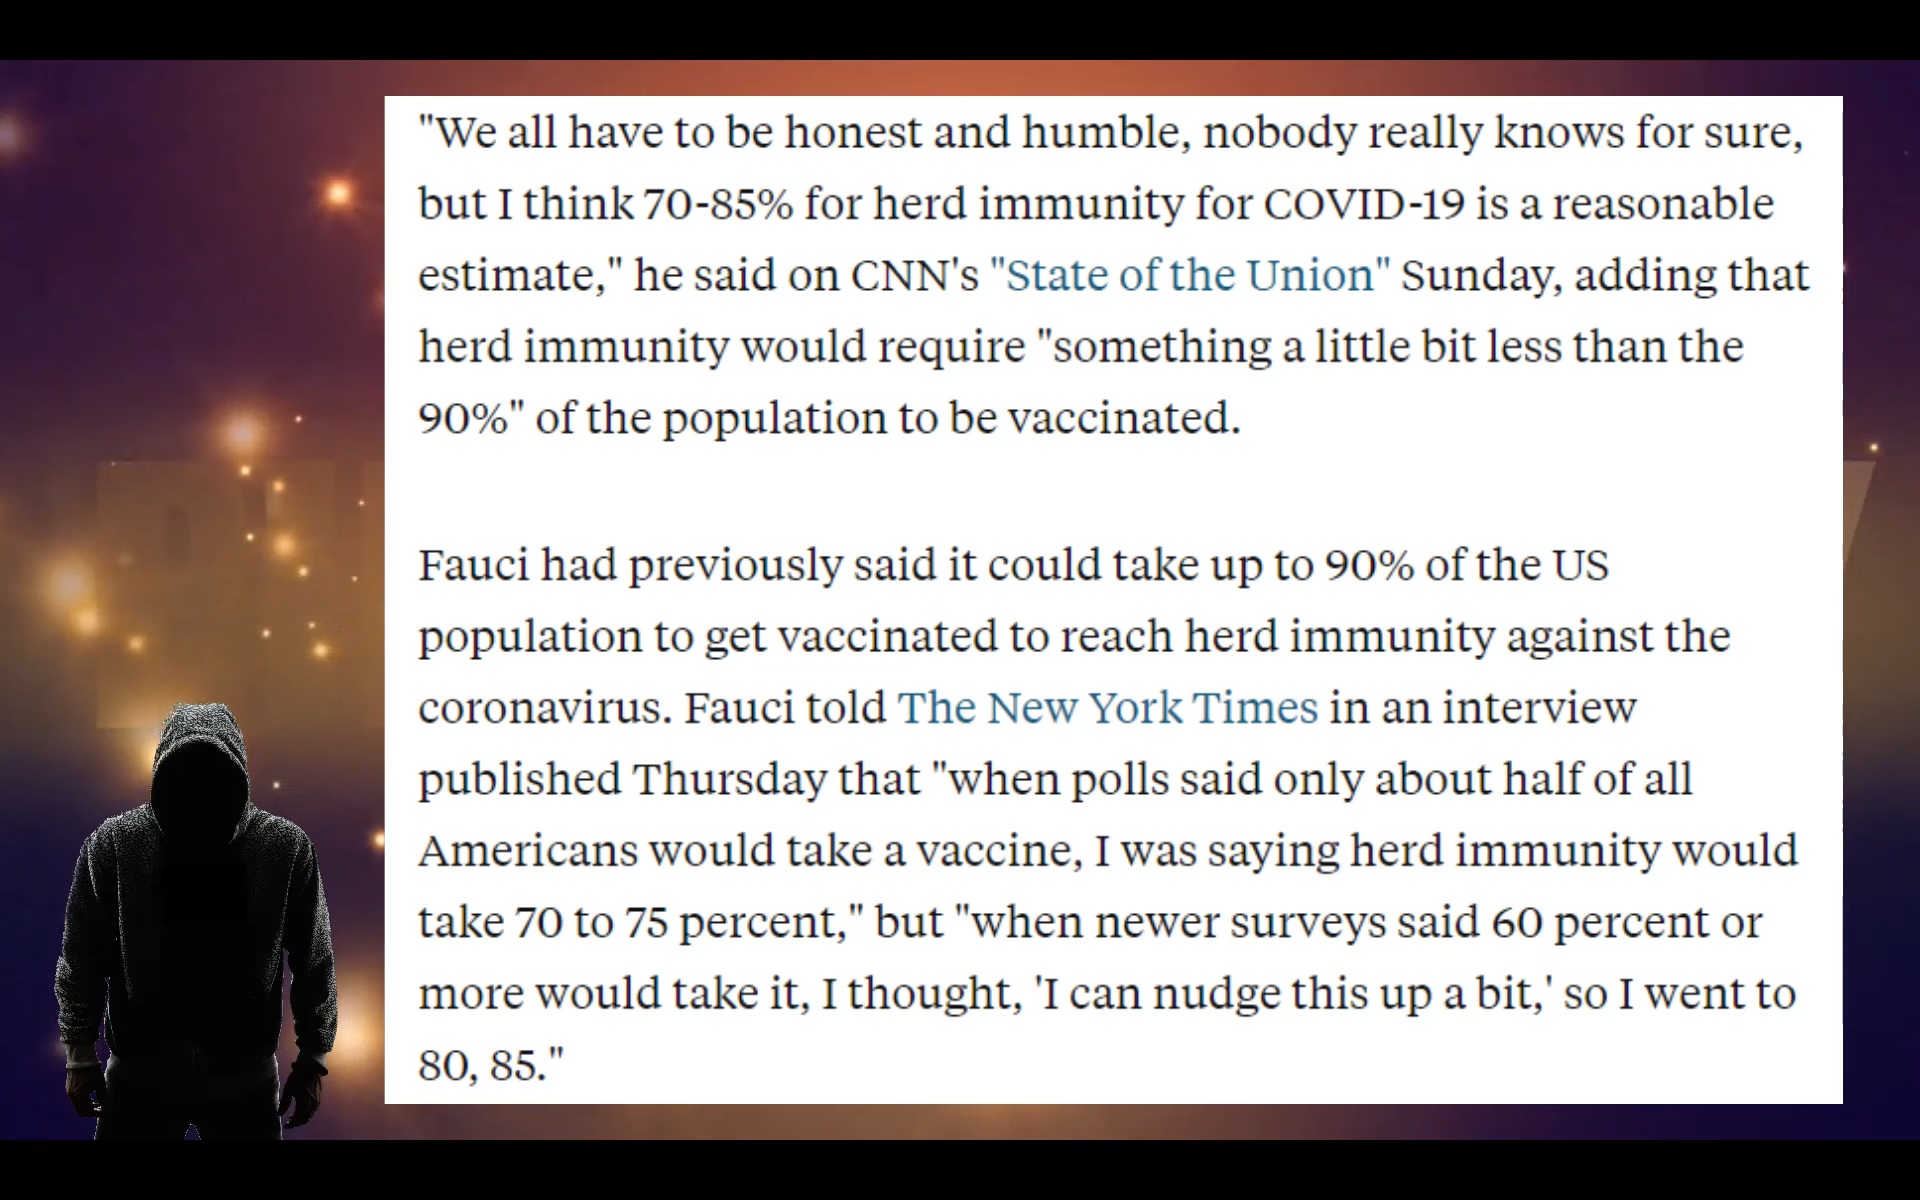 "We all have to be honest and humble, nobody really knows for sure,
but I think 70-85% for herd immunity for COVID-19 is a reasonable
estimate," he said on CNN's "State of the Union" Sunday, adding that
herd immunity would require "something a little bit less than the
90%" of the population to be vaccinated.
Fauci had previously said it could take up to 90% of the US
population to get vaccinated to reach herd immunity against the
coronavirus. Fauci told The New York Times in an interview
published Thursday that "when polls said only about half of all
Americans would take a vaccine, I was saying herd immunity would
take 70 to 75 percent," but "when newer surveys said 60 percent or
more would take it, I thought, 'I can nudge this up a bit,' so I went to
80, 85."